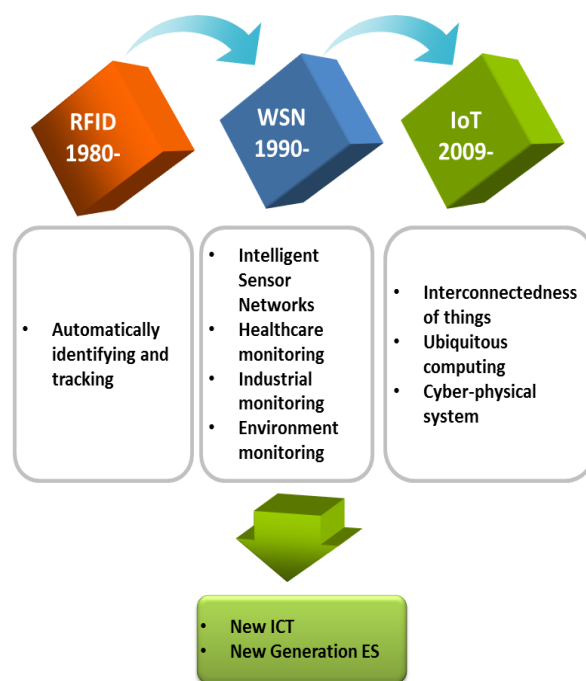 RFID
1980-
WSN
1990-
IoT
2009-
• Automatically
identifying and
tracking
• Intelligent
Sensor
Networks
• Healthcare
monitoring
• Industrial
monitoring
• Environment
monitoring
• Interconnectedness
of things
• Ubiquitous
computing
• Cyber-physical
system
• New ICT
• New Generation ES